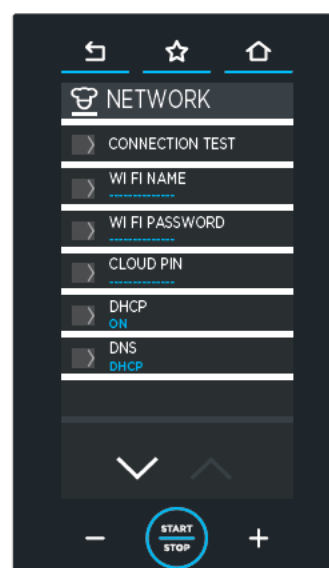 NETWORK
CONNECTION TEST
WI FI NAME
--------------
WI FI PASSWORD
--------------
CLOUD PIN
--------------
DHCP
ON
DNS
DHCP
START
STOP